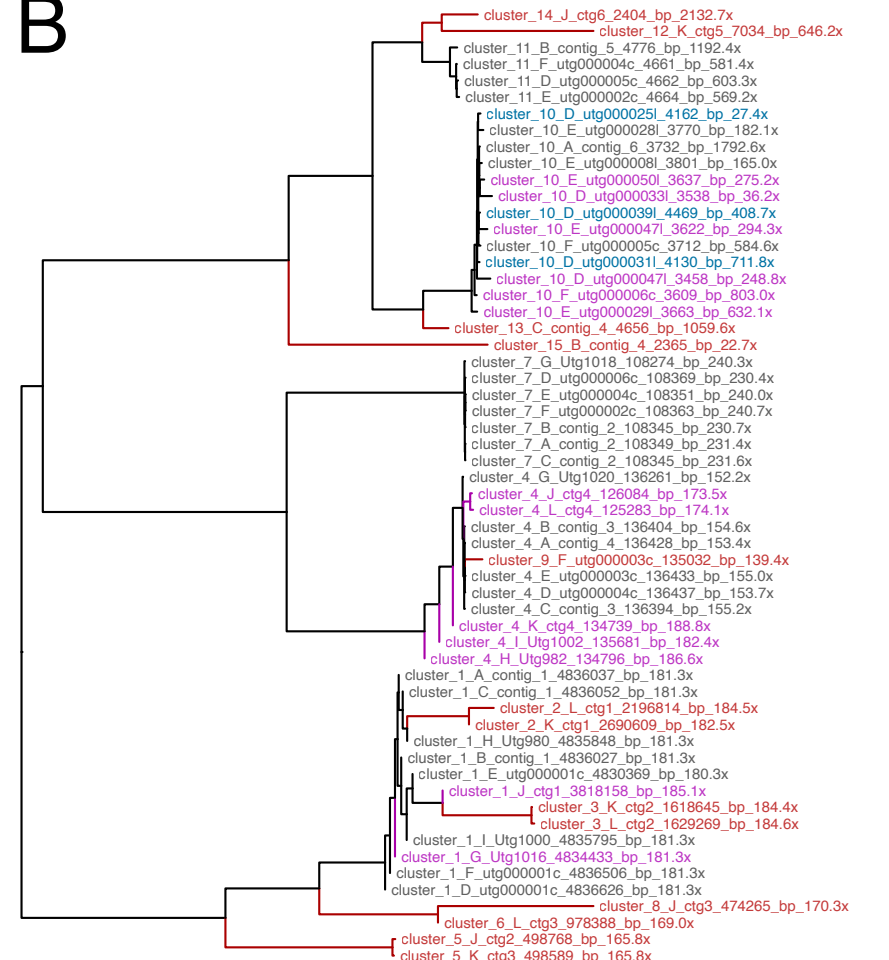 B
cluster_14_J_ctg6_2404_bp_2132.7x
cluster_12_K_ctg5_7034_bp_646.2x
cluster_11_B_contig_5_4776_bp_1192.4x
cluster_11_F_utg000004c_4661_bp_581.4x
cluster_11_D_utg000005c_4662_bp_603.3x
cluster_11_E_utg000002c_4664_bp_569.2x
cluster_10_D_utg000025l_4162_bp_27.4x
cluster_10_E_utg000028l_3770_bp_182.1x
cluster_10_A_contig_6_3732_bp_1792.6x
cluster_10_E_utg000008l_3801_bp_165.0x
cluster_10_E_utg000050l_3637_bp_275.2x
cluster_10_D_utg000033l_3538_bp_36.2x
cluster_10_D_utg000039l_4469_bp_408.7x
cluster_10_E_utg000047l_3622_bp_294.3x
cluster_10_F_utg000005c_3712_bp_584.6x
cluster_10_D_utg000031l_4130_bp_711.8x
cluster_10_D_utg000047l_3458_bp_248.8x
cluster_10_F_utg000006c_3609_bp_803.0x
cluster_10_E_utg000029l_3663_bp_632.1x
cluster_13_C_contig_4_4656_bp_1059.6x
cluster_15_B_contig_4_2365_bp_22.7x
cluster_7_G_Utg1018_108274_bp_240.3x
cluster_7_D_utg000006c_108369_bp_230.4x
cluster_7_E_utg000004c_108351_bp_240.0x
cluster_7_F_utg000002c_108363_bp_240.7x
cluster_7_B_contig_2_108345_bp_230.7x
cluster_7_A_contig_2_108349_bp_231.4x
cluster_7_C_contig_2_108345_bp_231.6x
cluster_4_G_Utg1020_136261_bp_152.2x
cluster_4_J_ctg4_126084_bp_173.5x
cluster_4_L_ctg4_125283_bp_174.1x
cluster_4_B_contig_3_136404_bp_154.6x
cluster_4_A_contig_4_136428_bp_153.4x
cluster_9_F_utg000003c_135032_bp_139.4x
cluster_4_E_utg000003c_136433_bp_155.0x
cluster_4_D_utg000004c_136437_bp_153.7x
cluster_4_C_contig_3_136394_bp_155.2x
cluster_4_K_ctg4_134739_bp_188.8x
cluster_4_I_Utg1002_135681_bp_182.4x
cluster_4_H_Utg982_134796_bp_186.6x
cluster_1_A_contig_1_4836037_bp_181.3x
cluster_1_C_contig_1_4836052_bp_181.3x
cluster_2_L_ctg1_2196814_bp_184.5x
cluster_2_K_ctg1_2690609_bp_182.5x
cluster_1_H_Utg980_4835848_bp_181.3x
cluster_1_B_contig_1_4836027_bp_181.3x
cluster_1_E_utg000001c_4830369_bp_180.3x
cluster_1_J_ctg1_3818158_bp_185.1x
cluster_3_K_ctg2_1618645_bp_184.4x
cluster_3_L_ctg2_1629269_bp_184.6x
cluster_1_I_Utg1000_4835795_bp_181.3x
cluster_1_G_Utg1016_4834433_bp_181.3x
cluster_1_F_utg000001c_4836506_bp_181.3x
cluster_1_D_utg000001c_4836626_bp_181.3x
cluster_8_J_ctg3_474265_bp_170.3x
cluster_6_L_ctg3_978388_bp_169.0x
cluster_5_J_ctg2_498768_bp_165.8x
cluster_5_K_ctg3_498589_bp_165.8x